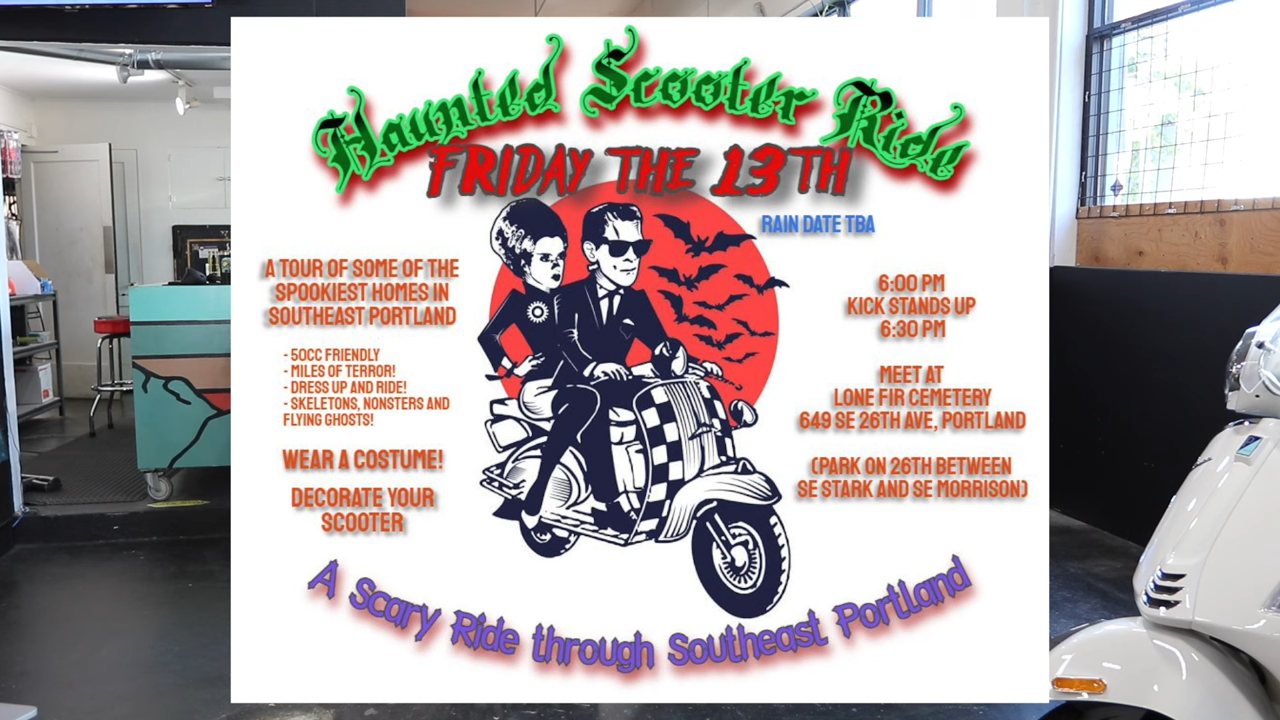 Haunted Scooter Ride
FRIDAY THE 13TH
RAIN DATE TBA
A TOUR OF SOME OF THE
SPOOKIEST HOMES IN
SOUTHEAST PORTLAND
- 50CC FRIENDLY
- MILES OF TERROR!
- DRESS UP AND RIDE!
- SKELETONS, NONSTERS AND
FLYING GHOSTS!
WEAR A COSTUME!
DECORATE YOUR
SCOOTER
6:00 PM
KICK STANDS UP
6:30 PM
MEET AT
LONE FIR CEMETERY
649 SE 26TH AVE, PORTLAND
(PARK ON 26TH BETWEEN
SE STARK AND SE MORRISON)
A Scary Ride through Southeast Portland